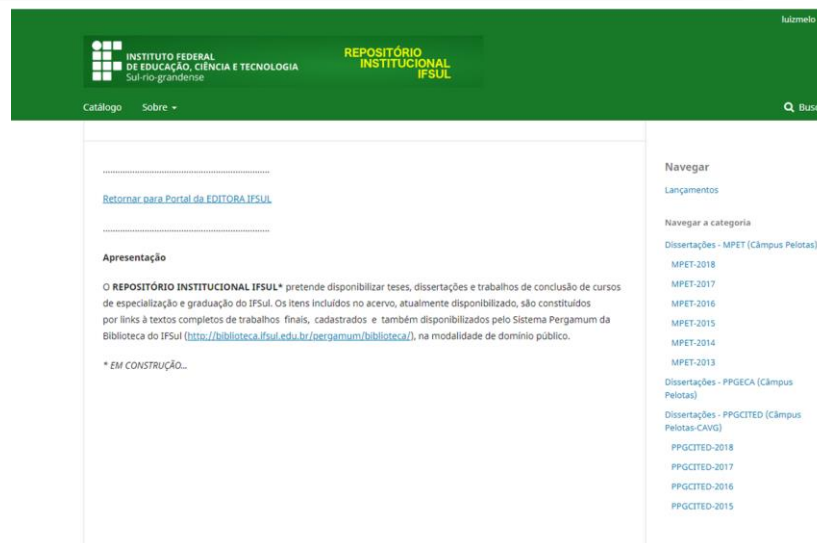 luizmelo
INSTITUTO FEDERAL
DE EDUCAÇÃO, CIÊNCIA E TECNOLOGIA
Sul-rio-grandense
REPOSITÓRIO
INSTITUCIONAL
IFSUL
Catálogo Sobre
Retornar para Portal da EDITORA IFSUL
Apresentação
O REPOSITÓRIO INSTITUCIONAL IFSUL* pretende disponibilizar teses, dissertações e trabalhos de conclusão de cursos
de especialização e graduação do IFSul. Os itens incluídos no acervo, atualmente disponibilizado, são constituídos
por links à textos completos de trabalhos finais, cadastrados e também disponibilizados pelo Sistema Pergamum da
Biblioteca do IFSul (http://biblioteca.ifsul.edu.br/pergamum/biblioteca/), na modalidade de domínio público.
* EM CONSTRUÇÃO...
Navegar
Lançamentos
Navegar a categoria
Dissertações - MPET (Câmpus Pelotas)
MPET-2018
MPET-2017
MPET-2016
MPET-2015
MPET-2014
MPET-2013
Dissertações - PPGECA (Câmpus
Pelotas)
Dissertações - PPGCITED (Câmpus
Pelotas-CAVG)
PPGCITED-2018
PPGCITED-2017
PPGCITED-2016
PPGCITED-2015